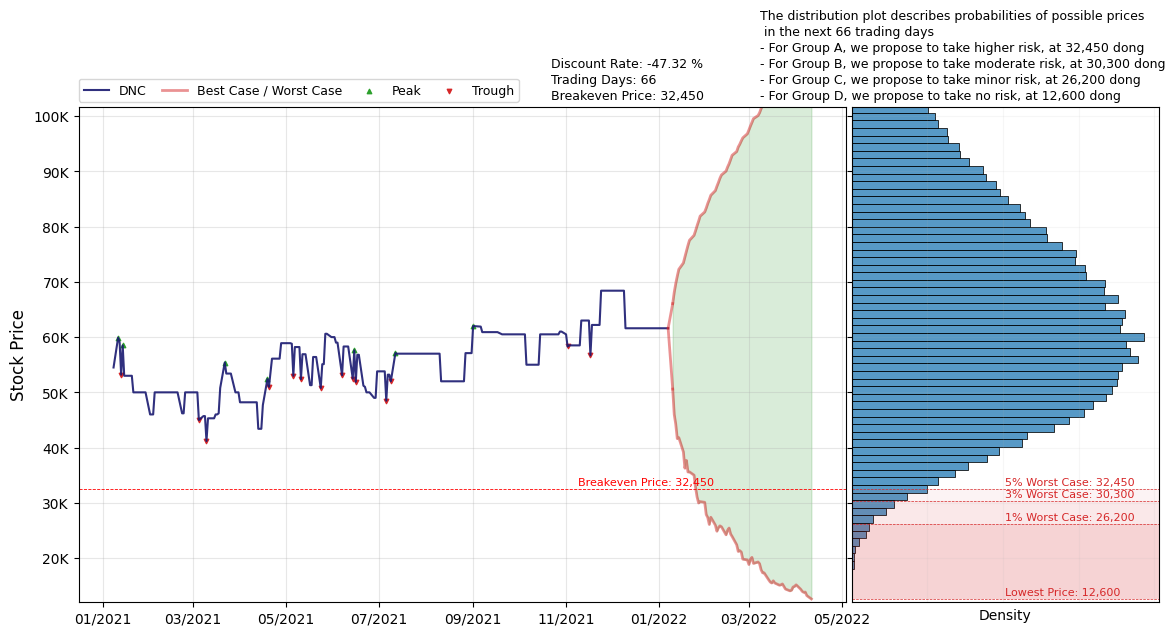 The distribution plot describes probabilities of possible prices
in the next 66 trading days
- For Group A, we propose to take higher risk, at 32,450 dong
- For Group B, we propose to take moderate risk, at 30,300 dong
- For Group C, we propose to take minor risk, at 26,200 dong
- For Group D, we propose to take no risk, at 12,600 dong
Discount Rate: -47.32 %
Trading Days: 66
Breakeven Price: 32,450
DNC
Best Case / Worst Case
Peak
Trough
Stock Price
100K
90K
80K
70K
60K
50K
40K
30K
20K
Breakeven Price: 32,450
01/2021
03/2021
05/2021
07/2021
09/2021
11/2021
01/2022
03/2022
05/2022
5% Worst Case: 32,450
3% Worst Case: 30,300
1% Worst Case: 26,200
Lowest Price: 12,600
Density